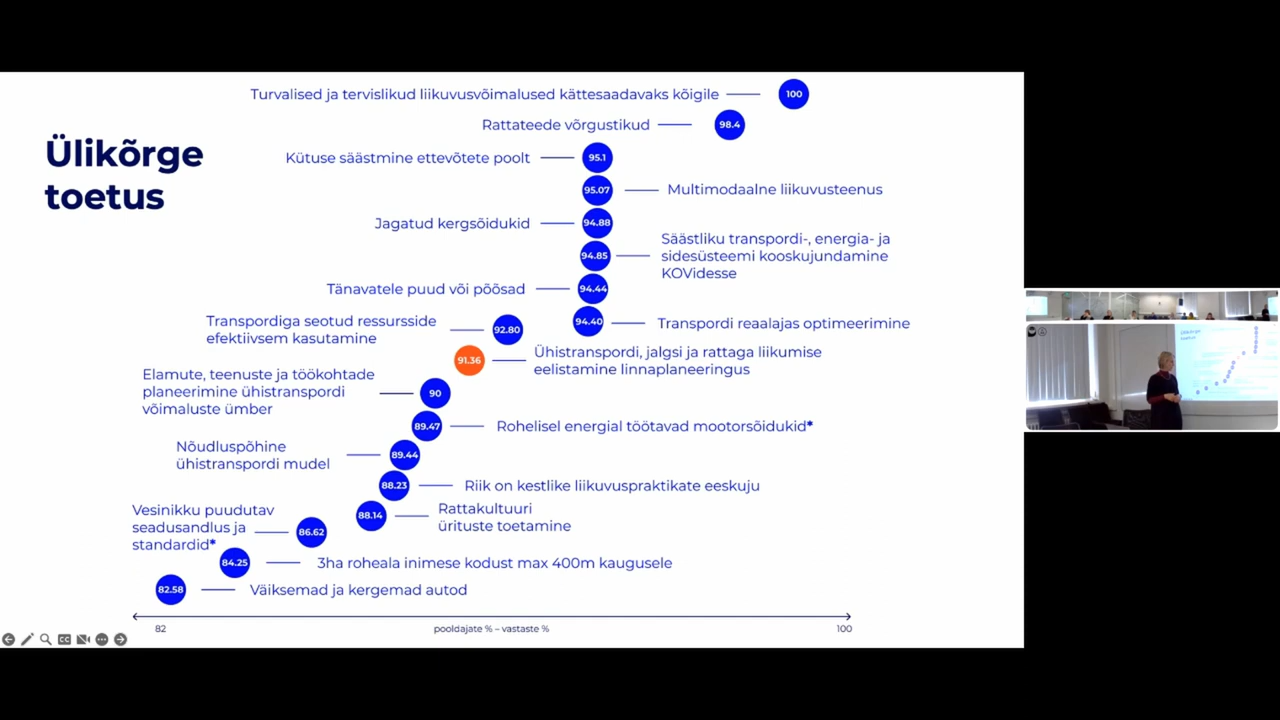 Ülikõrge
toetus
Turvalised ja tervislikud liikuvusvõimalused kättesaadavaks kõigile
100
Rattateede võrgustikud
98.4
Kütuse säästmine ettevõtete poolt
95.1
95.07
Multimodaalne liikuvusteenus
Jagatud kergsõidukid
94.88
94.85
Säästliku transpordi-, energia- ja
sidesüsteemi kooskujundamine
KOVidesse
Tänavatele puud või põõsad
94.44
94.40
Transpordi reaalajas optimeerimine
Transpordiga seotud ressursside
efektiivsem kasutamine
92.80
91.36
Ühistranspordi, jalgsi ja rattaga liikumise
eelistamine linnaplaneeringus
Elamute, teenuste ja töökohtade
planeerimine ühistranspordi
võimaluste ümber
90
89.47
Rohelisel energial töötavad mootorsõidukid*
Nõudluspõhine
ühistranspordi mudel
89.44
88.23
Riik on kestlike liikuvuspraktikate eeskuju
88.14
Rattakultuuri
ürituste toetamine
Vesinikku puudutav
seadusandlus ja
standardid*
86.62
84.25
3ha roheala inimese kodust max 400m kaugusele
82.58
Väiksemad ja kergemad autod
82
pooldajate % – vastaste %
100
CC